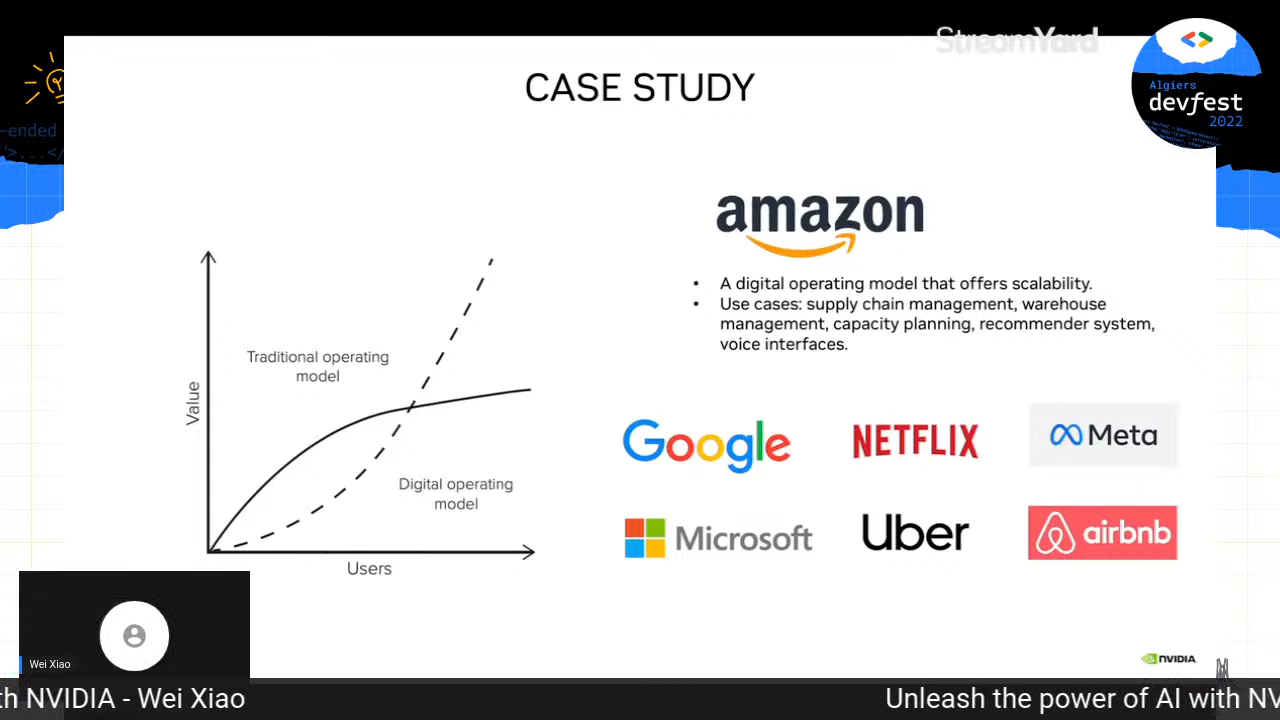 StreamYard
Algiers
devfest
2022
-ended
CASE STUDY
amazon
• A digital operating model that offers scalability.
• Use cases: supply chain management, warehouse
management, capacity planning, recommender system,
voice interfaces.
Traditional operating
model
Value
Digital operating
model
Users
Google
NETFLIX
Meta
Microsoft
Uber
airbnb
Wei Xiao
NVIDIA
th NVIDIA - Wei Xiao
Unleash the power of AI with NV